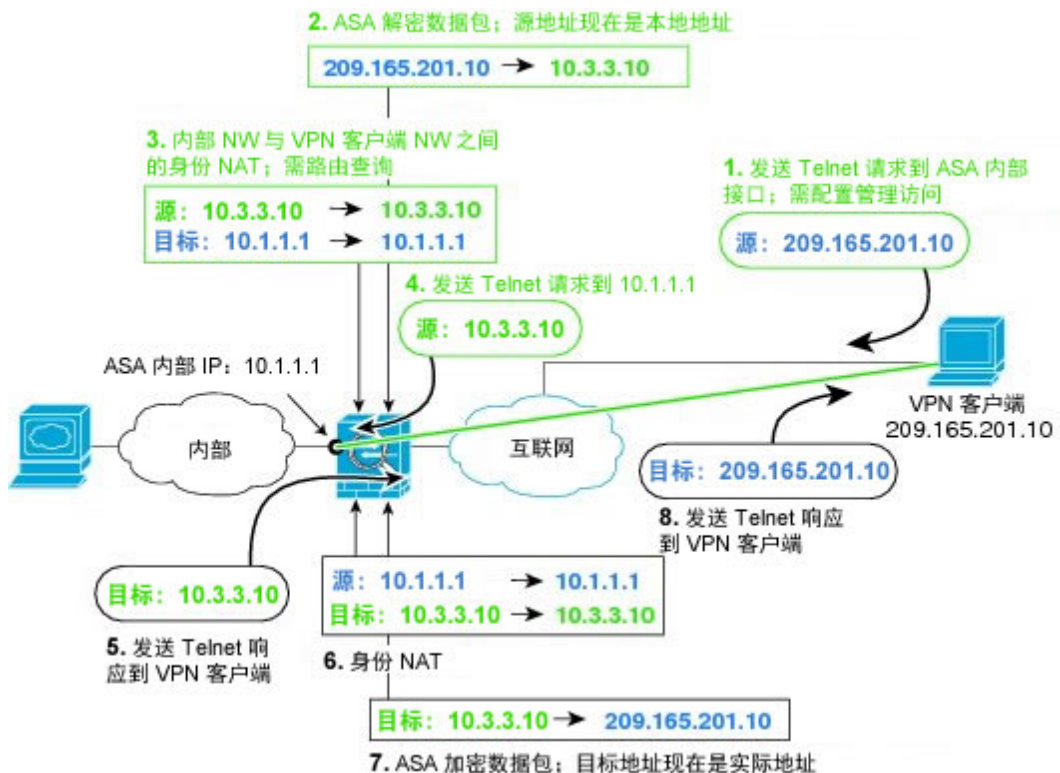 2. ASA 解密数据包；源地址现在是本地地址
209.165.201.10 → 10.3.3.10
3. 内部 NW 与 VPN 客户端 NW 之间
的身份 NAT；需路由查询
源：10.3.3.10 → 10.3.3.10
目标：10.1.1.1 → 10.1.1.1
1. 发送 Telnet 请求到 ASA 内部
接口；需配置管理访问
源：209.165.201.10
4. 发送 Telnet 请求到 10.1.1.1
源：10.3.3.10
ASA 内部 IP：10.1.1.1
内部
互联网
VPN 客户端
209.165.201.10
目标：209.165.201.10
8. 发送 Telnet 响应
到 VPN 客户端
目标：10.3.3.10
5. 发送 Telnet 响
应到 VPN 客户端
源：10.1.1.1 → 10.1.1.1
目标：10.3.3.10 → 10.3.3.10
6. 身份 NAT
目标：10.3.3.10 → 209.165.201.10
7. ASA 加密数据包；目标地址现在是实际地址